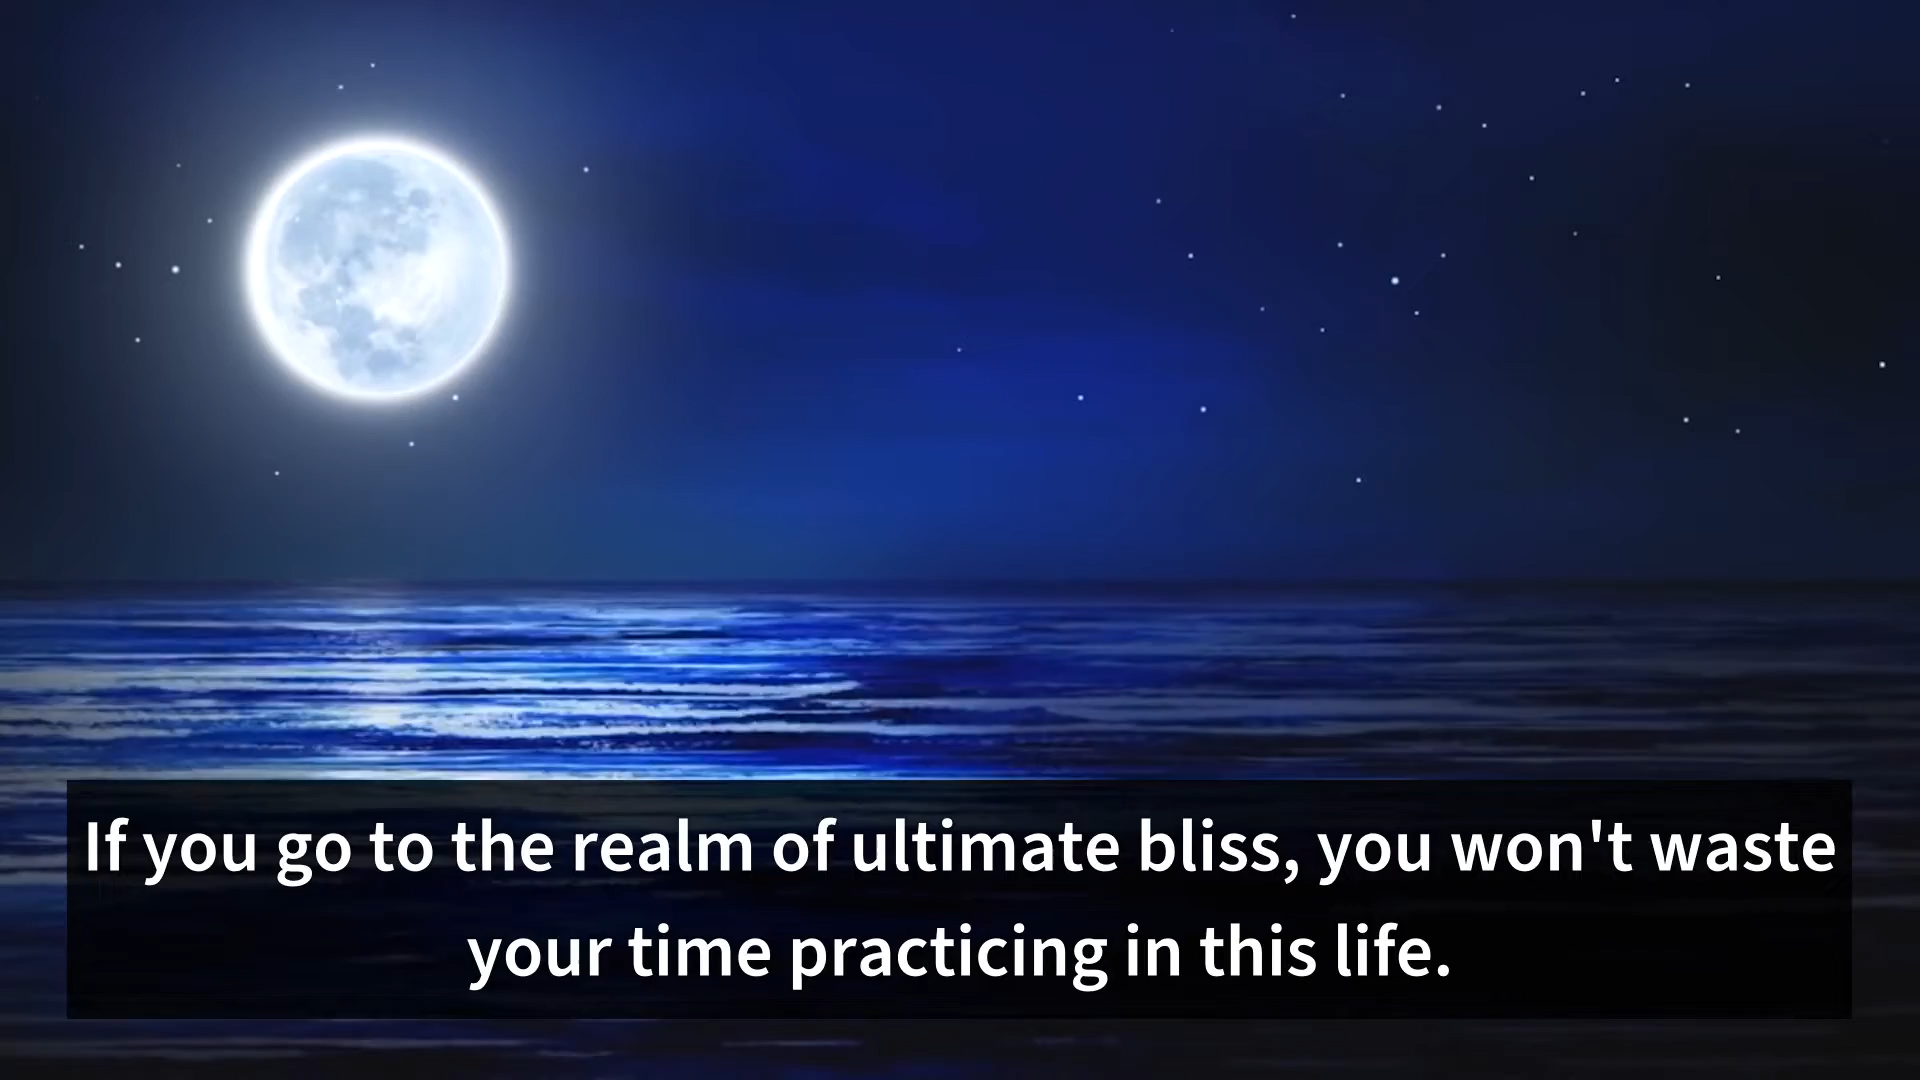 If you go to the realm of ultimate bliss, you won't waste
your time practicing in this life.